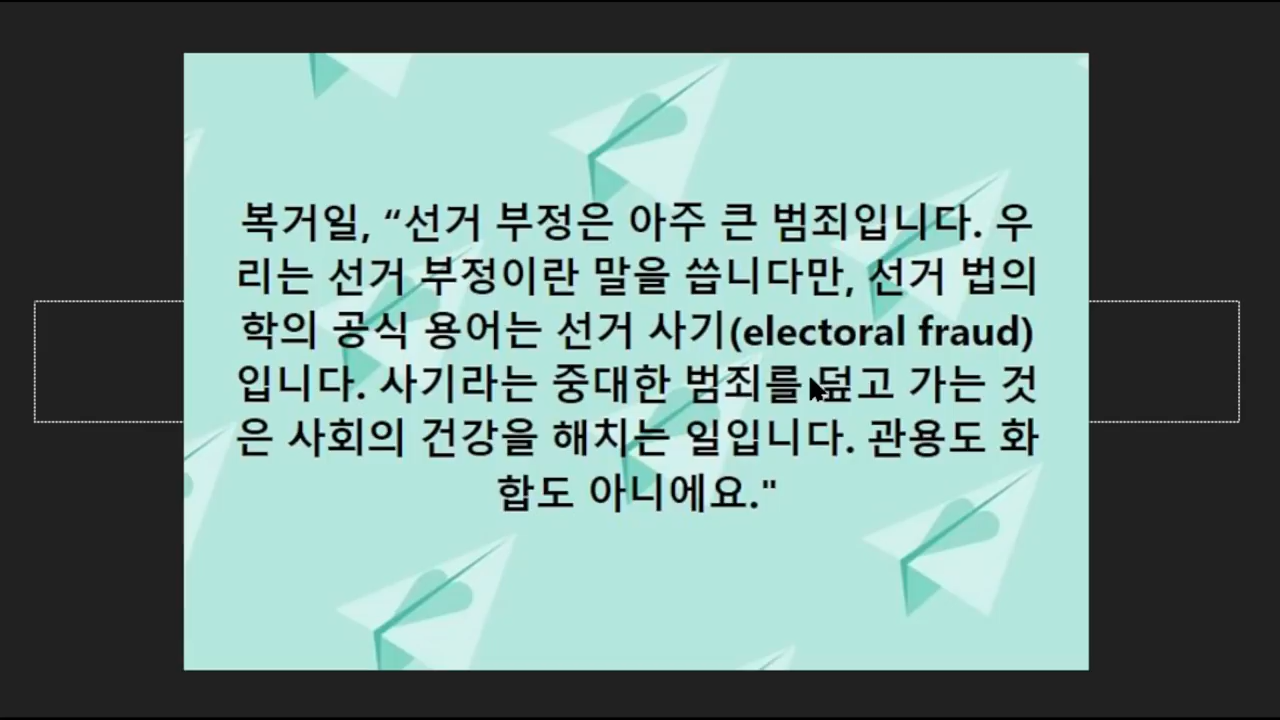 복거일, “선거 부정은 아주 큰 범죄입니다. 우
리는 선거 부정이란 말을 씁니다만, 선거 법의
학의 공식 용어는 선거 사기(electoral fraud)
입니다. 사기라는 중대한 범죄를 덮고 가는 것
은 사회의 건강을 해치는 일입니다. 관용도 화
합도 아니에요."